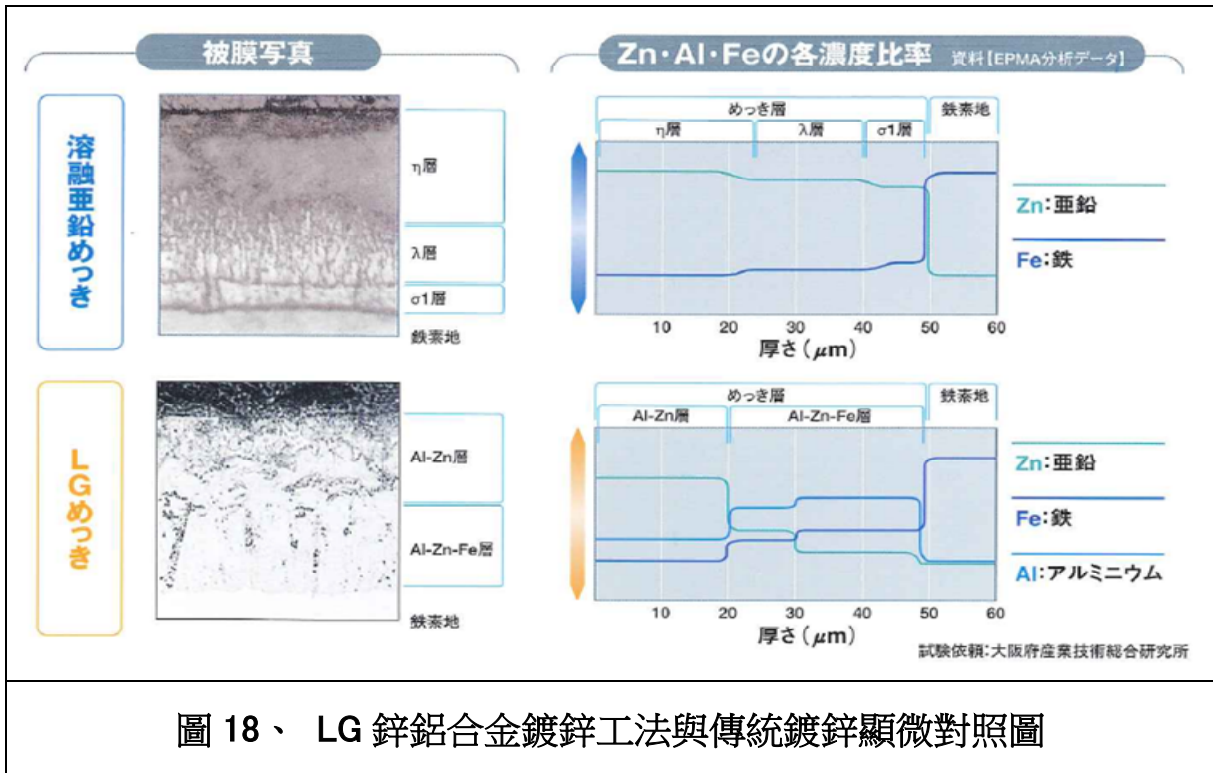 被膜写真
Zn・Al・Feの各濃度比率 資料【EPMA分析データ】
溶融亜鉛めっき
η層
λ層
σ1層
鉄素地
めっき層
鉄素地
η層
λ層
σ1層
Zn:亜鉛
Fe:鉄
10 20 30 40 50 60
厚さ(μm)
LGめっき
Al-Zn層
Al-Zn-Fe層
鉄素地
めっき層
鉄素地
Al-Zn層
Al-Zn-Fe層
Zn:亜鉛
Fe:鉄
Al:アルミニウム
10 20 30 40 50 60
厚さ(μm)
試験依頼:大阪府産業技術総合研究所
圖 18、 LG 鋅鋁合金鍍鋅工法與傳統鍍鋅顯微對照圖